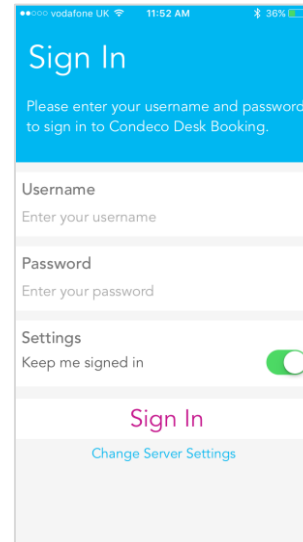 vodafone UK 11:52 AM 36%
Sign In
Please enter your username and password
to sign in to Condeco Desk Booking.
Username
Enter your username
Password
Enter your password
Settings
Keep me signed in
Sign In
Change Server Settings